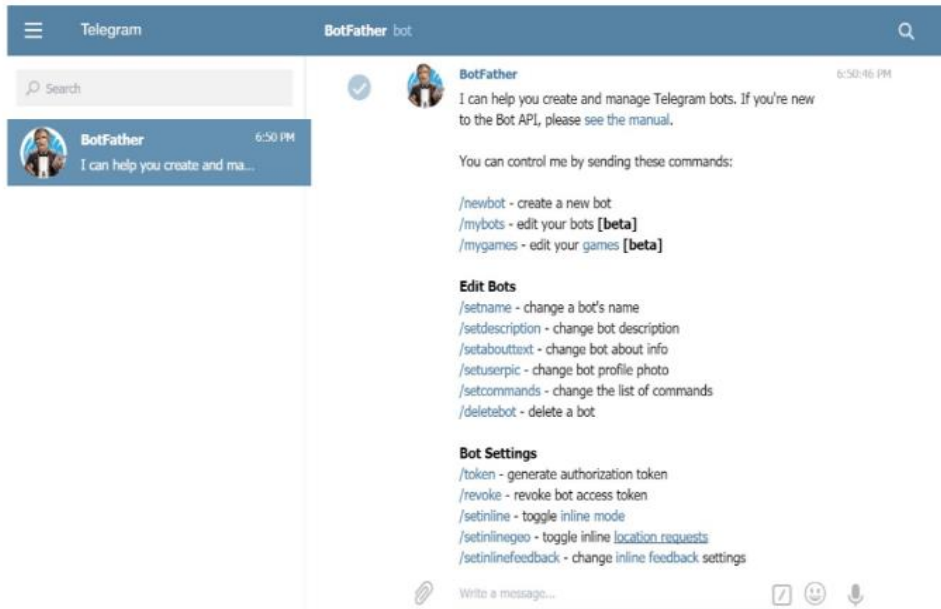 Telegram
BotFather bot
Search
BotFather 6:50 PM
I can help you create and ma...
BotFather 6:50:46 PM
I can help you create and manage Telegram bots. If you're new
to the Bot API, please see the manual.
You can control me by sending these commands:
/newbot - create a new bot
/mybots - edit your bots [beta]
/mygames - edit your games [beta]
Edit Bots
/setname - change a bot's name
/setdescription - change bot description
/setabouttext - change bot about info
/setuserpic - change bot profile photo
/setcommands - change the list of commands
/deletebot - delete a bot
Bot Settings
/token - generate authorization token
/revoke - revoke bot access token
/setinline - toggle inline mode
/setinlinegeo - toggle inline location requests
/setinlinefeedback - change inline feedback settings
Write a message...